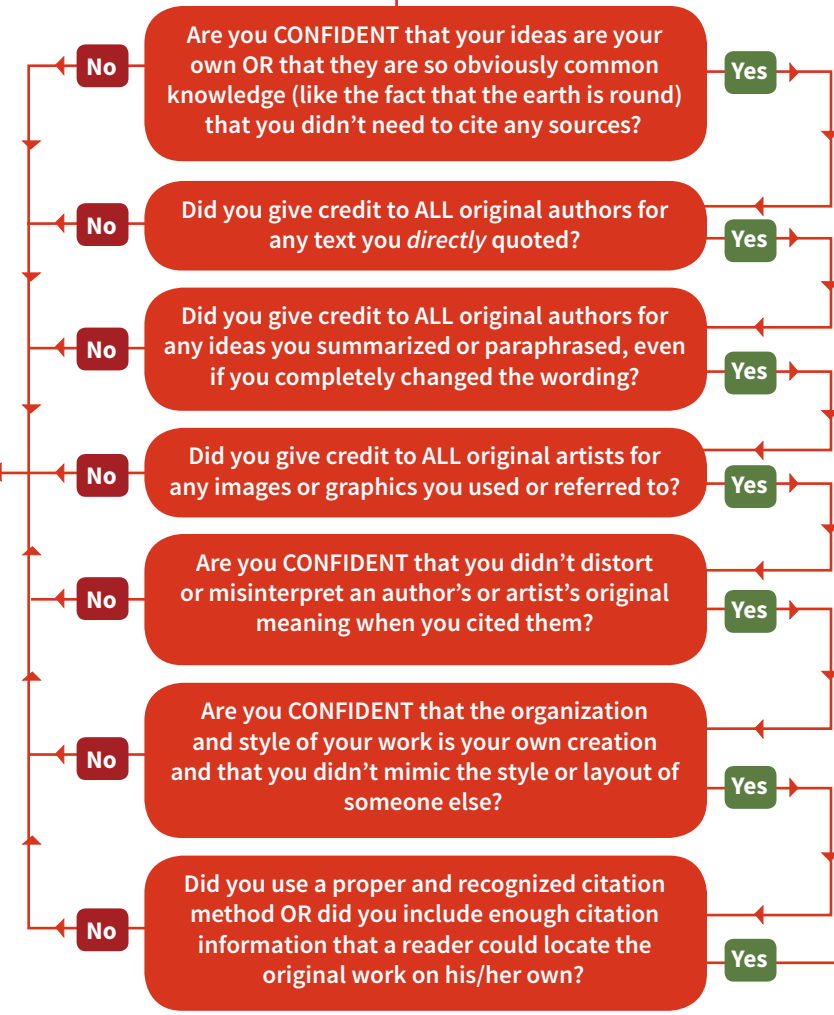 Are you CONFIDENT that your ideas are your
own OR that they are so obviously common
knowledge (like the fact that the earth is round)
that you didn’t need to cite any sources?
No
Yes
Did you give credit to ALL original authors for
any text you directly quoted?
No
Yes
Did you give credit to ALL original authors for
any ideas you summarized or paraphrased, even
if you completely changed the wording?
No
Yes
Did you give credit to ALL original artists for
any images or graphics you used or referred to?
No
Yes
Are you CONFIDENT that you didn’t distort
or misinterpret an author’s or artist’s original
meaning when you cited them?
No
Yes
Are you CONFIDENT that the organization
and style of your work is your own creation
and that you didn’t mimic the style or layout of
someone else?
No
Yes
Did you use a proper and recognized citation
method OR did you include enough citation
information that a reader could locate the
original work on his/her own?
No
Yes